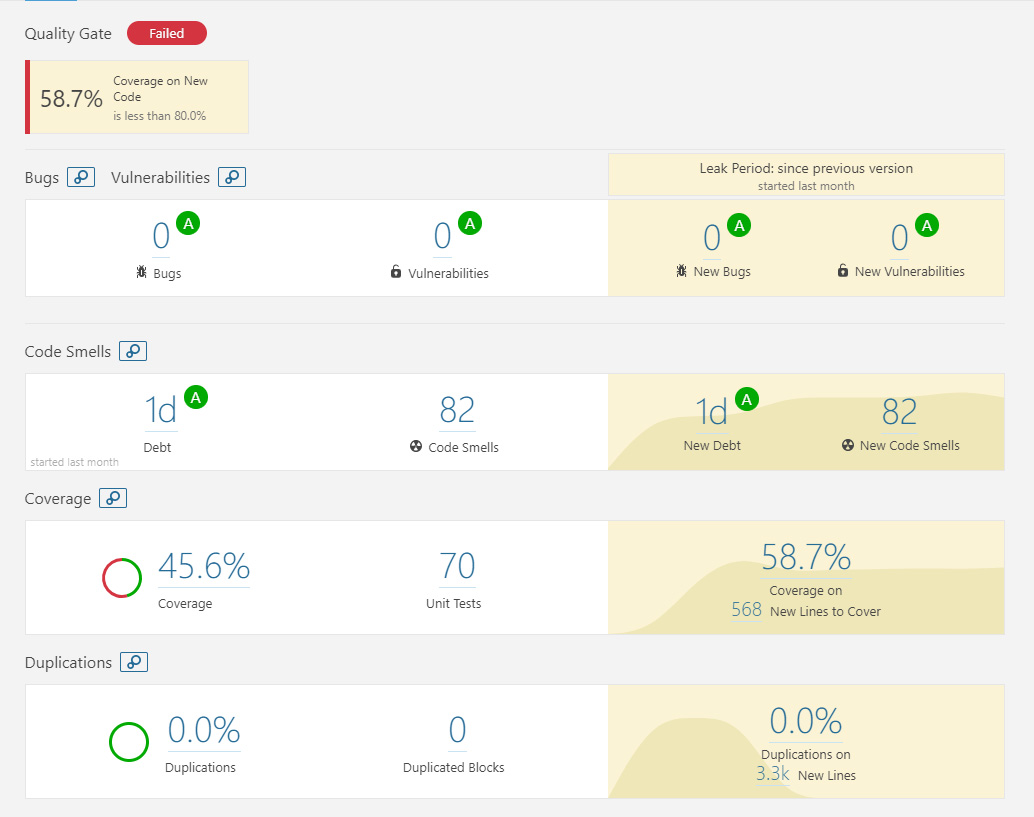 Quality Gate Failed
58.7% Coverage on New
Code
is less than 80.0%
Bugs Vulnerabilities
Leak Period: since previous version
started last month
0 A 0 A 0 A 0 A
Bugs Vulnerabilities New Bugs New Vulnerabilities
Code Smells
1d A 82 1d A 82
Debt Code Smells New Debt New Code Smells
started last month
Coverage
45.6% 70 58.7%
Coverage Unit Tests Coverage on
568 New Lines to Cover
Duplications
0.0% 0 0.0%
Duplications Duplicated Blocks Duplications on
3.3k New Lines